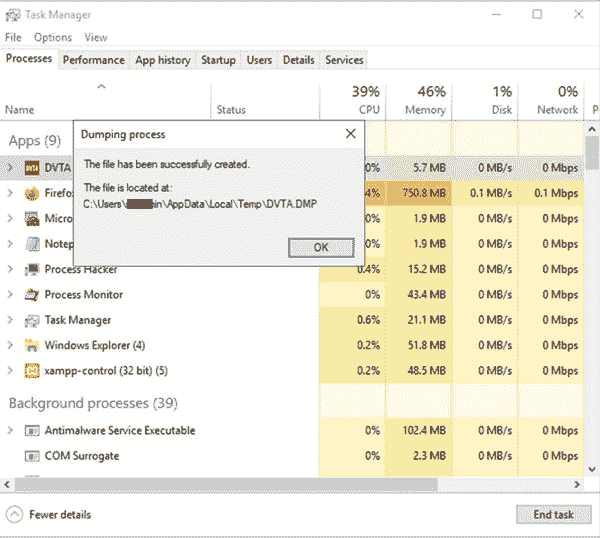 Task Manager
File Options View
Processes Performance App history Startup Users Details Services
39% 46% 1% 0%
Name Status CPU Memory Disk Network P
Apps (9)
Dumping process
The file has been successfully created.
The file is located at:
C:\Users\ in\AppData\Local\Temp\DVTA.DMP
OK
DVTA 0% 5.7 MB 0 MB/s 0 Mbps
Firefo 4% 750.8 MB 0.1 MB/s 0.1 Mbps
Micro 0% 1.9 MB 0 MB/s 0 Mbps
Notep 0% 1.9 MB 0 MB/s 0 Mbps
Process Hacker 0.4% 15.2 MB 0 MB/s 0 Mbps
Process Monitor 0% 43.4 MB 0 MB/s 0 Mbps
Task Manager 0.6% 21.1 MB 0 MB/s 0 Mbps
Windows Explorer (4) 0.2% 51.8 MB 0 MB/s 0 Mbps
xampp-control (32 bit) (5) 0.2% 48.5 MB 0 MB/s 0 Mbps
Background processes (39)
Antimalware Service Executable 0% 102.4 MB 0 MB/s 0 Mbps
COM Surrogate 0% 2.3 MB 0 MB/s 0 Mbps
Fewer details
End task